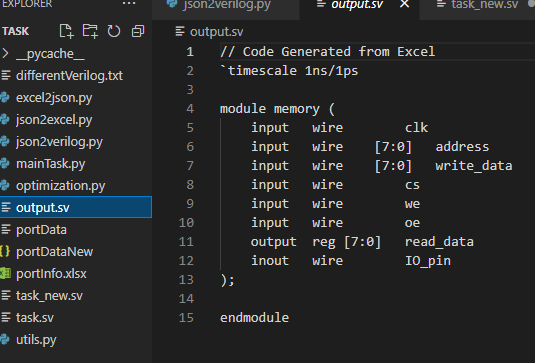 EXPLORER ...
TASK
__pycache__
differentVerilog.txt
excel2json.py
json2excel.py
json2verilog.py
mainTask.py
optimization.py
output.sv
portData
portDataNew
portInfo.xlsx
task_new.sv
task.sv
utils.py
json2verilog.py output.sv task_new.sv
output.sv
1 // Code Generated from Excel
2 `timescale 1ns/1ps
3
4 module memory (
5 input wire clk
6 input wire [7:0] address
7 input wire [7:0] write_data
8 input wire cs
9 input wire we
10 input wire oe
11 output reg [7:0] read_data
12 inout wire IO_pin
13 );
14
15 endmodule